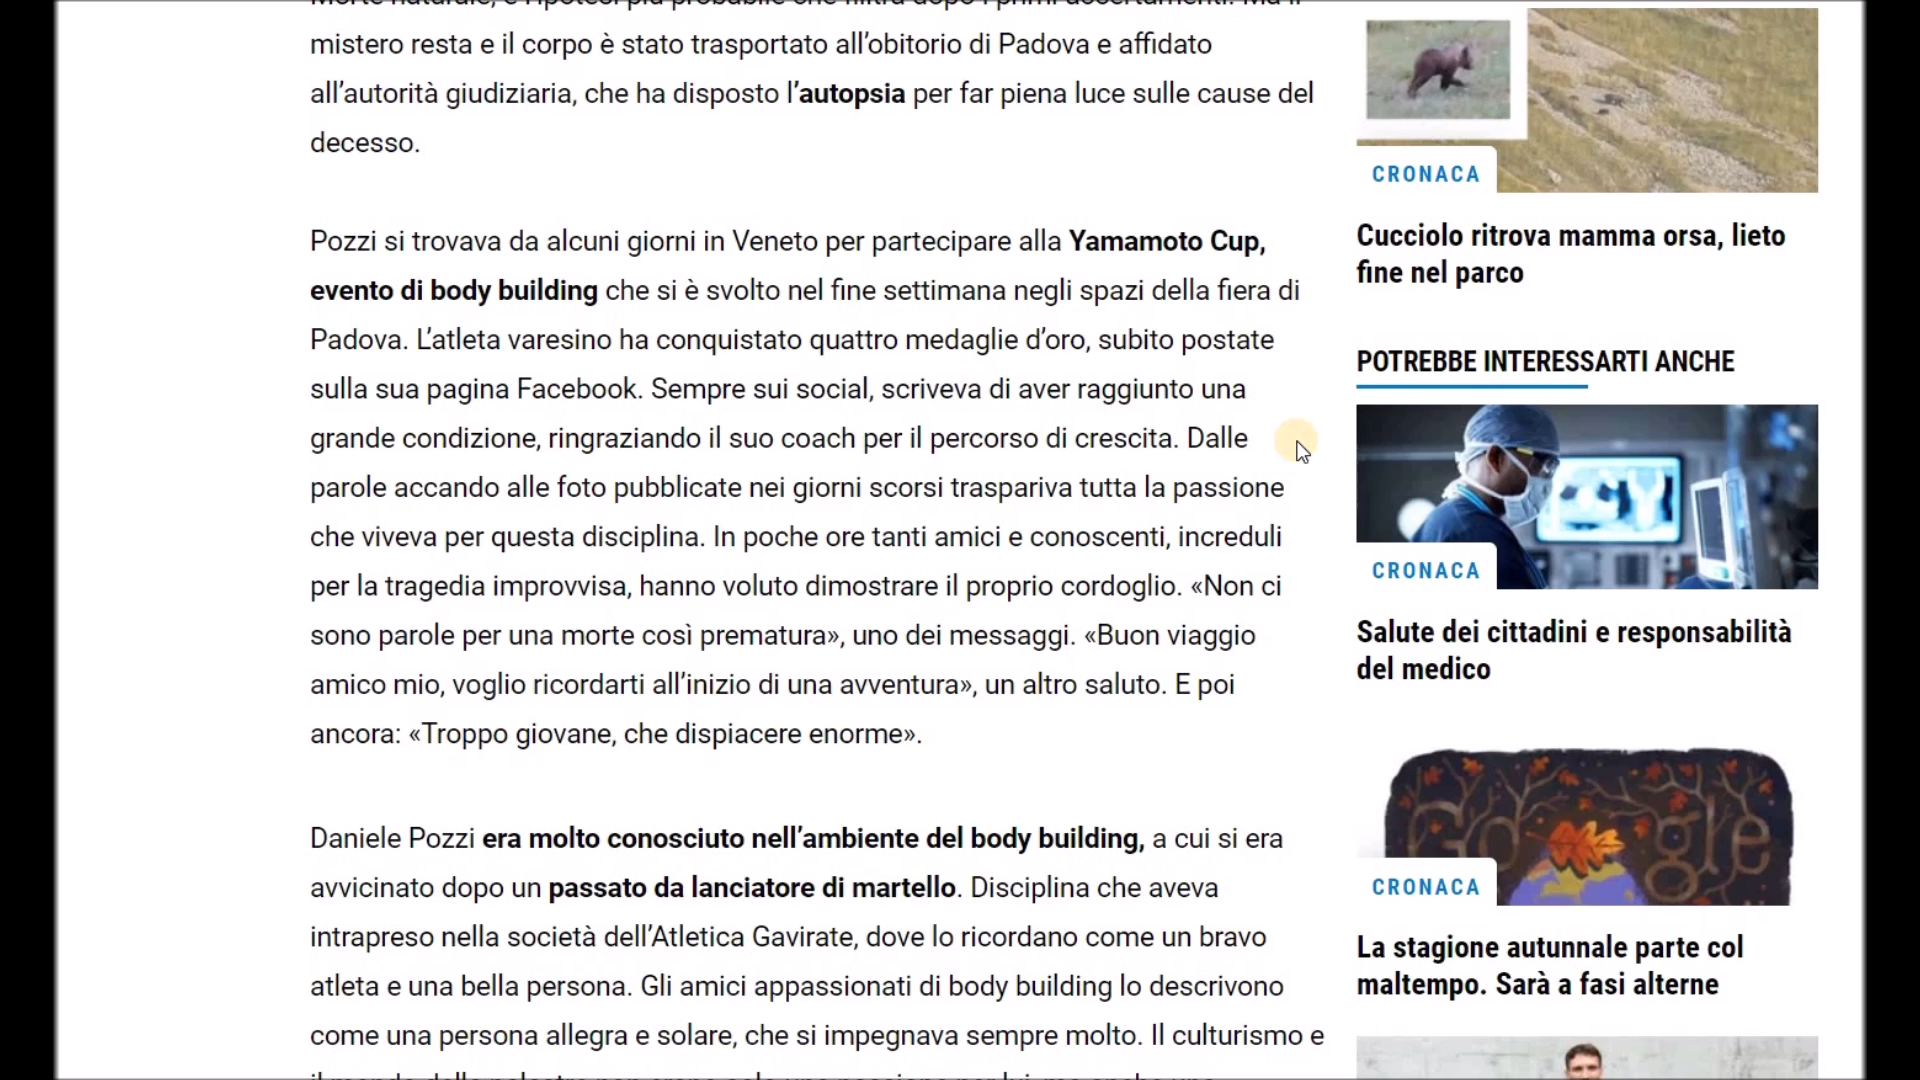 mistero resta e il corpo è stato trasportato all’obitorio di Padova e affidato
all’autorità giudiziaria, che ha disposto l’autopsia per far piena luce sulle cause del
decesso.
Pozzi si trovava da alcuni giorni in Veneto per partecipare alla Yamamoto Cup,
evento di body building che si è svolto nel fine settimana negli spazi della fiera di
Padova. L’atleta varesino ha conquistato quattro medaglie d’oro, subito postate
sulla sua pagina Facebook. Sempre sui social, scriveva di aver raggiunto una
grande condizione, ringraziando il suo coach per il percorso di crescita. Dalle
parole accando alle foto pubblicate nei giorni scorsi traspariva tutta la passione
che viveva per questa disciplina. In poche ore tanti amici e conoscenti, increduli
per la tragedia improvvisa, hanno voluto dimostrare il proprio cordoglio. «Non ci
sono parole per una morte così prematura», uno dei messaggi. «Buon viaggio
amico mio, voglio ricordarti all’inizio di una avventura», un altro saluto. E poi
ancora: «Troppo giovane, che dispiacere enorme».
Daniele Pozzi era molto conosciuto nell’ambiente del body building, a cui si era
avvicinato dopo un passato da lanciatore di martello. Disciplina che aveva
intrapreso nella società dell’Atletica Gavirate, dove lo ricordano come un bravo
atleta e una bella persona. Gli amici appassionati di body building lo descrivono
come una persona allegra e solare, che si impegnava sempre molto. Il culturismo e
CRONACA
Cucciolo ritrova mamma orsa, lieto
fine nel parco
POTREBBE INTERESSARTI ANCHE
CRONACA
Salute dei cittadini e responsabilità
del medico
Google
CRONACA
La stagione autunnale parte col
maltempo. Sarà a fasi alterne